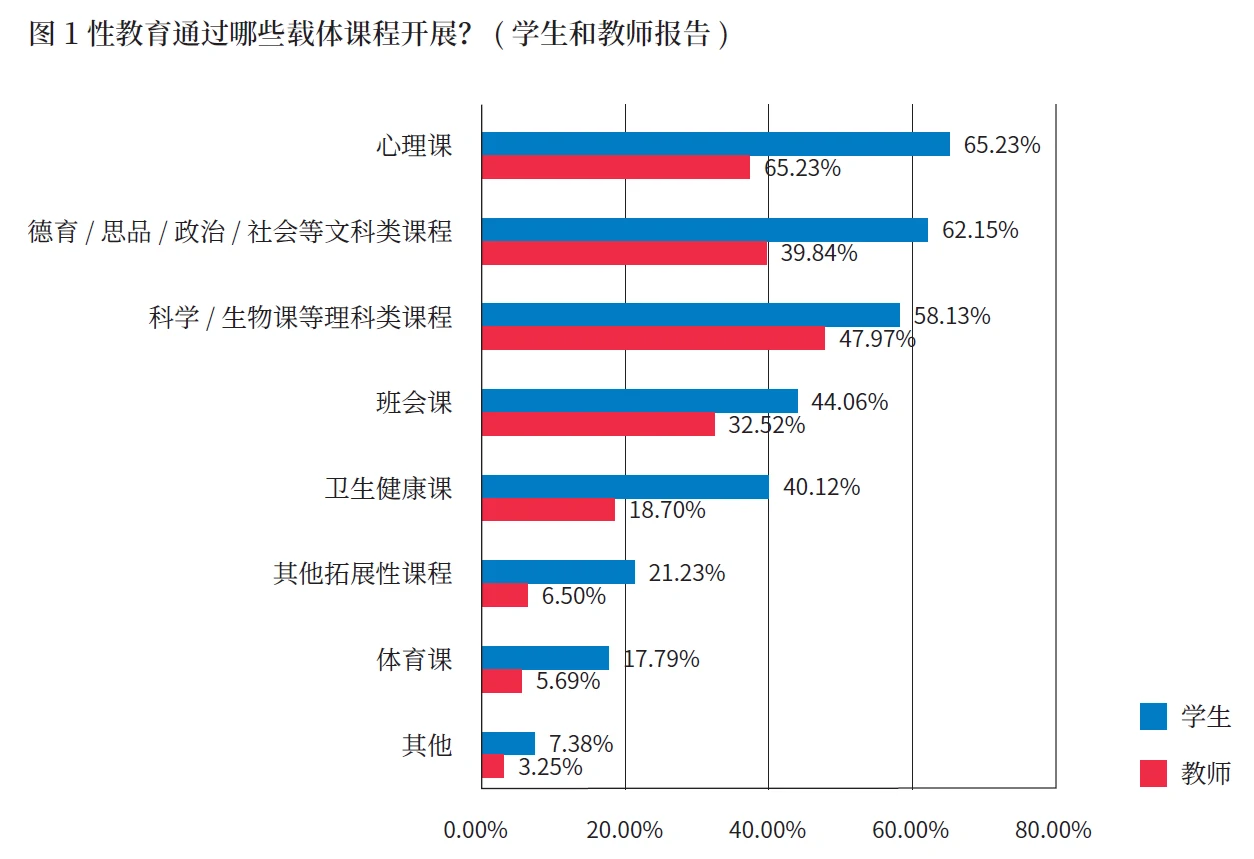 图 1 性教育通过哪些载体课程开展？ ( 学生和教师报告 )
心理课
65.23%
65.23%
德育 / 思品 / 政治 / 社会等文科类课程
62.15%
39.84%
科学 / 生物课等理科类课程
58.13%
47.97%
班会课
44.06%
32.52%
卫生健康课
40.12%
18.70%
其他拓展性课程
21.23%
6.50%
体育课
17.79%
5.69%
其他
7.38%
3.25%
学生
教师
0.00% 20.00% 40.00% 60.00% 80.00%